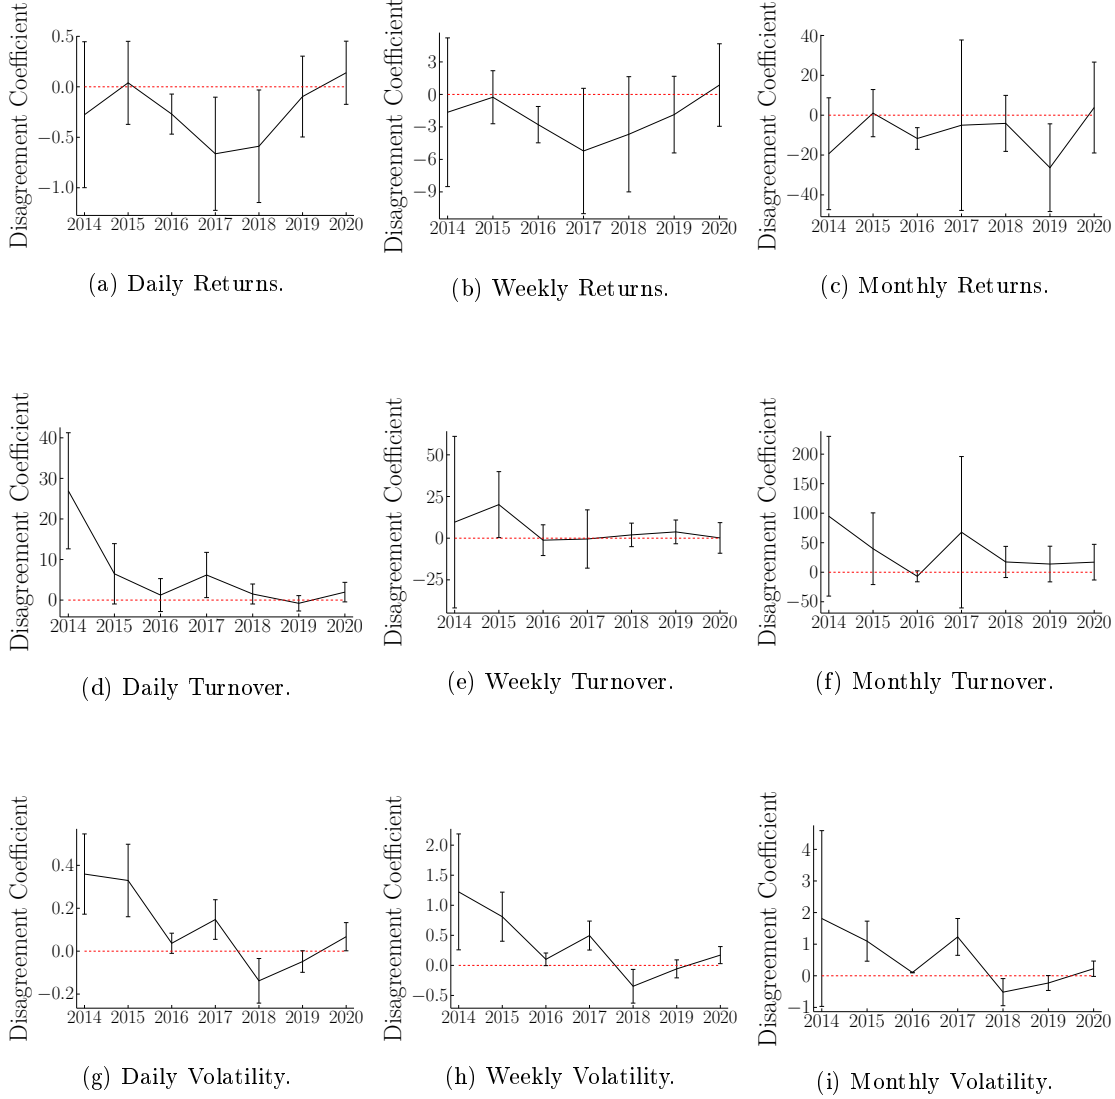 Disagreement Coefficient
0.5
0.0
−0.5
−1.0
2014 2015 2016 2017 2018 2019 2020
(a) Daily Returns.
Disagreement Coefficient
3
0
−3
−6
−9
2014 2015 2016 2017 2018 2019 2020
(b) Weekly Returns.
Disagreement Coefficient
40
20
0
−20
−40
2014 2015 2016 2017 2018 2019 2020
(c) Monthly Returns.
Disagreement Coefficient
40
30
20
10
0
2014 2015 2016 2017 2018 2019 2020
(d) Daily Turnover.
Disagreement Coefficient
50
25
0
−25
2014 2015 2016 2017 2018 2019 2020
(e) Weekly Turnover.
Disagreement Coefficient
200
150
100
50
0
−50
2014 2015 2016 2017 2018 2019 2020
(f) Monthly Turnover.
Disagreement Coefficient
0.4
0.2
0.0
−0.2
2014 2015 2016 2017 2018 2019 2020
(g) Daily Volatility.
Disagreement Coefficient
2.0
1.5
1.0
0.5
0.0
−0.5
2014 2015 2016 2017 2018 2019 2020
(h) Weekly Volatility.
Disagreement Coefficient
4
3
2
1
0
−1
2014 2015 2016 2017 2018 2019 2020
(i) Monthly Volatility.